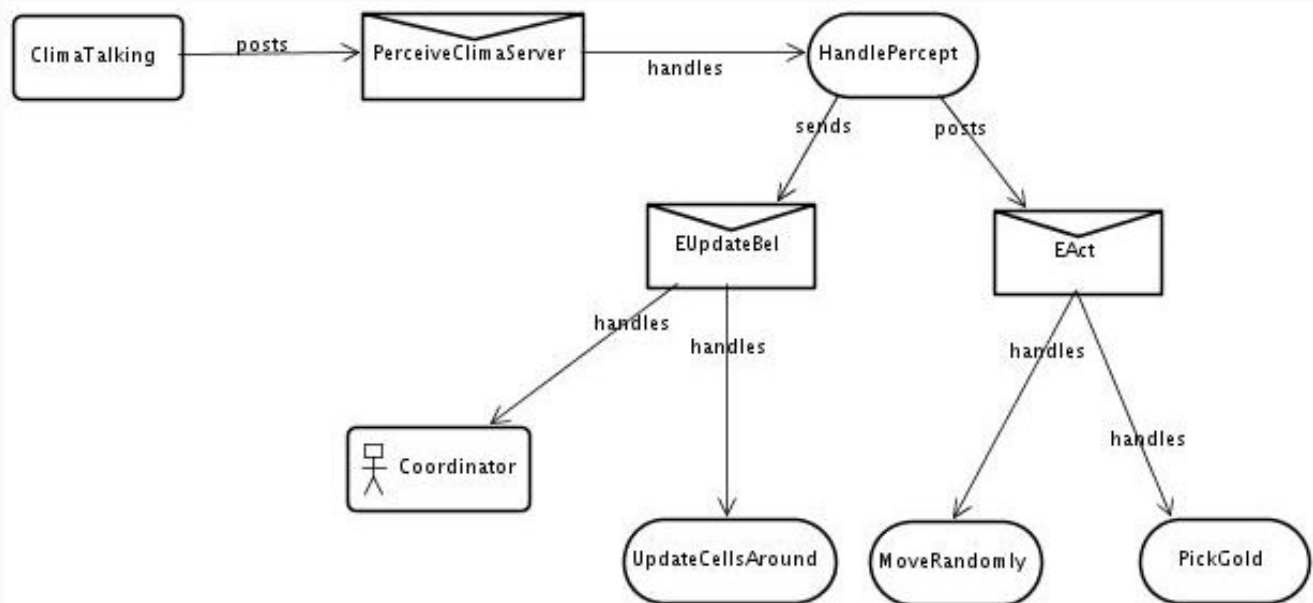 ClimaTalking
posts
PerceiveClimaServer
handles
HandlePercept
sends
posts
EUpdateBel
EAct
handles
handles
handles
handles
Coordinator
UpdateCellsAround
MoveRandomly
PickGold